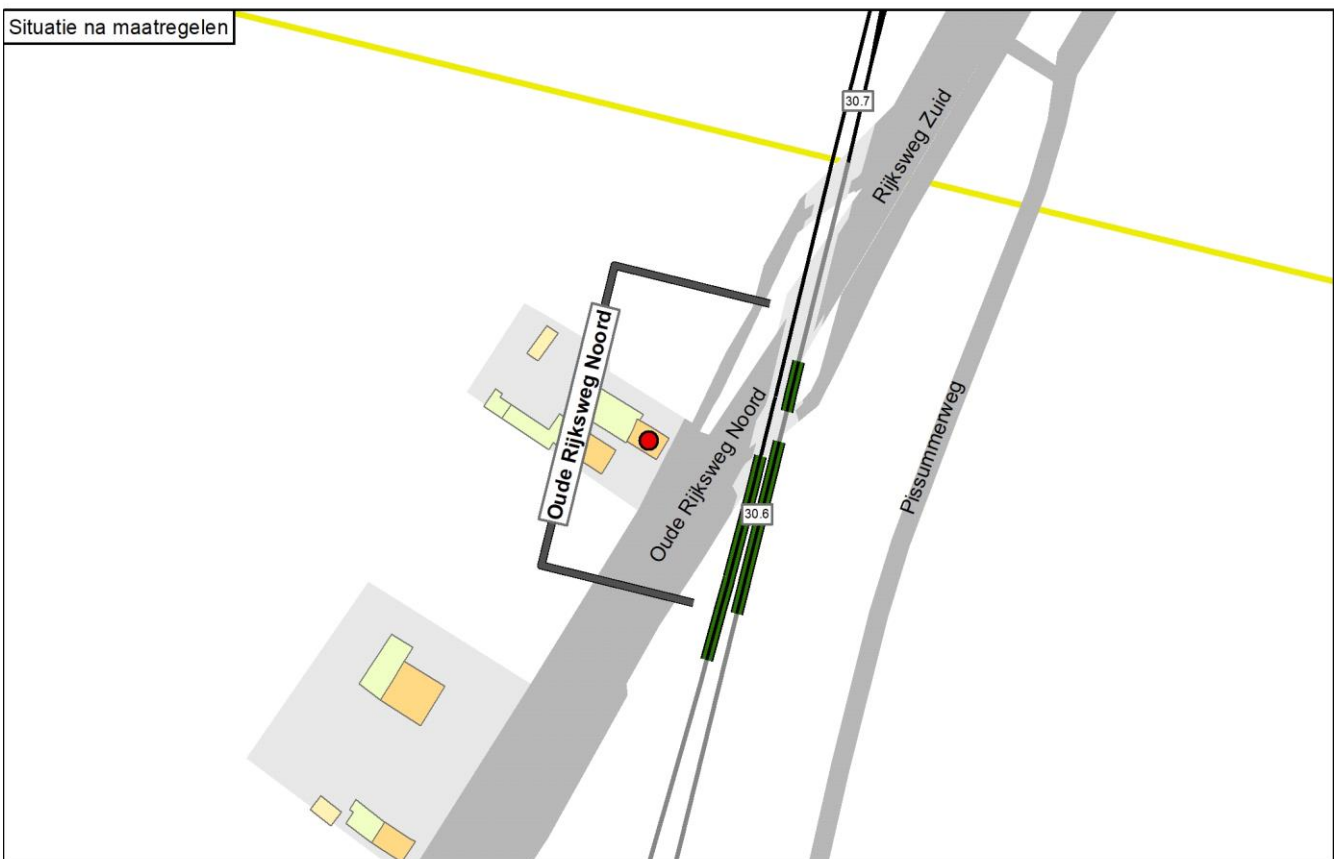 Situatie na maatregelen
30.7
Rijksweg Zuid
Oude Rijksweg Noord
Oude Rijksweg Noord
Pissummerweg
30.6